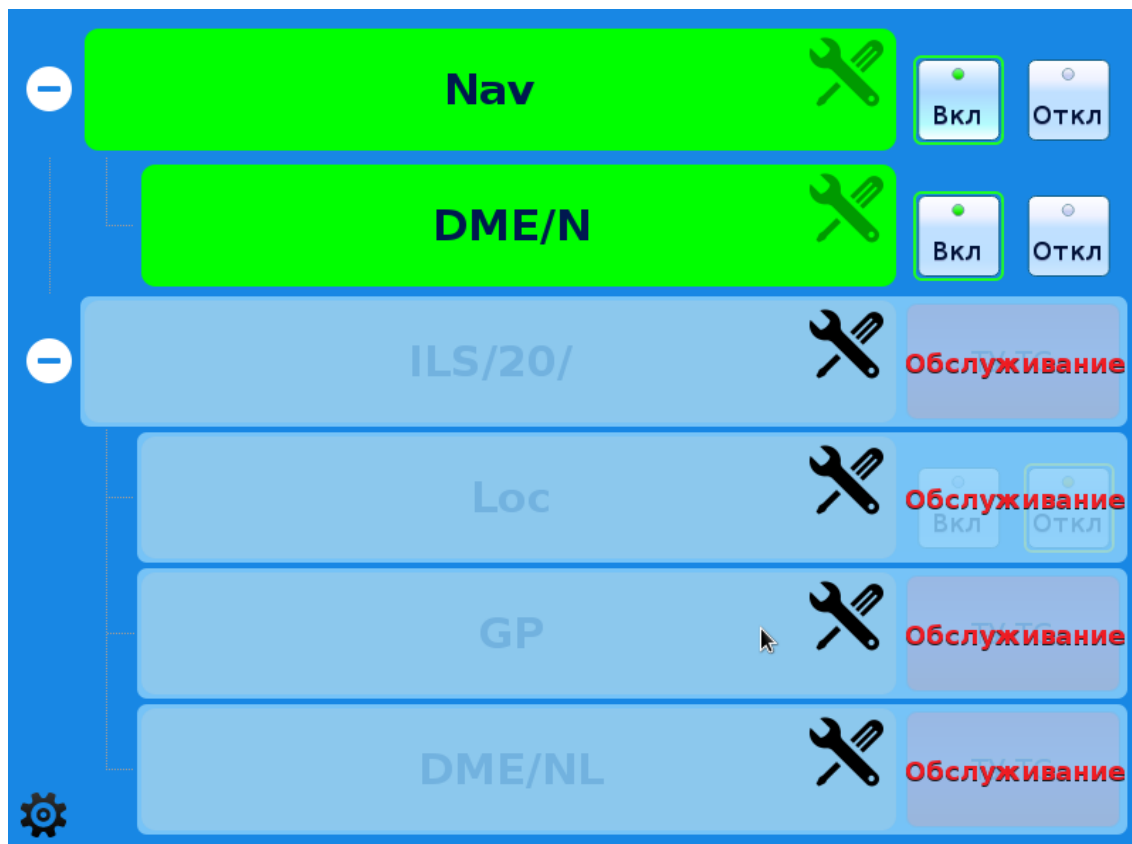 Nav
Вкл
Откл
DME/N
Вкл
Откл
ILS/20/
Обслуживание
Loc
Обслуживание
Вкл
Откл
GP
Обслуживание
DME/NL
Обслуживание